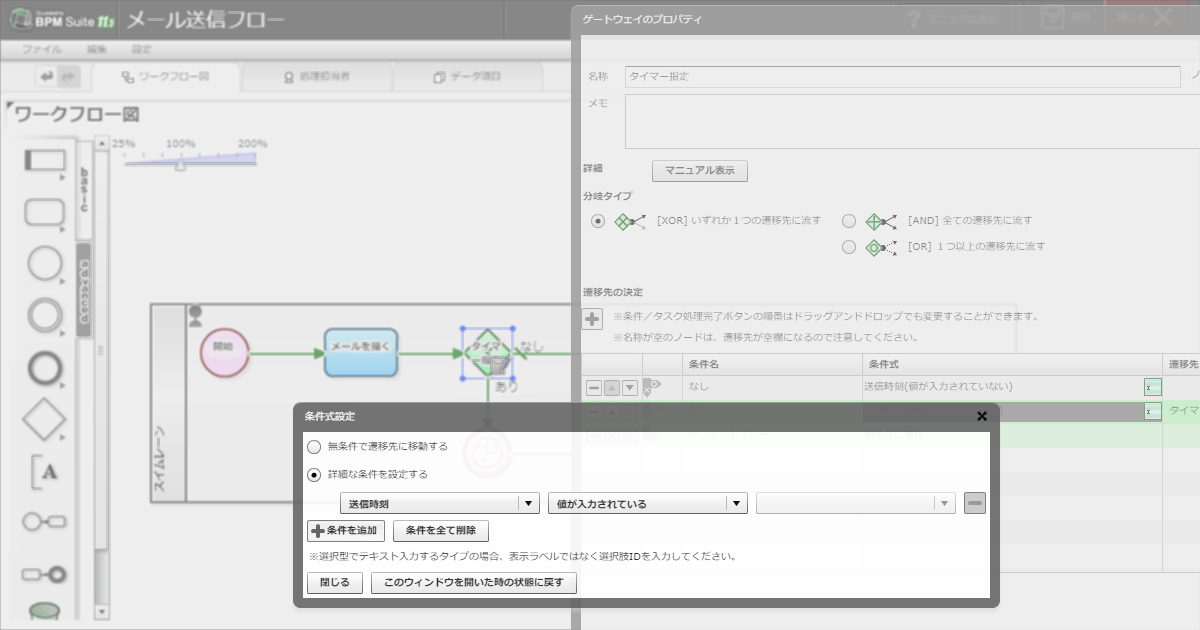 BPM Suite 11s メール送信フロー
ファイル 編集 設定
ワークフロー図 処理担当者 データ項目
ワークフロー図
25% 100% 200%
basic
advanced
A
スイムレーン
開始
メールを描く
なし
あり
ゲートウェイのプロパティ
? マニュアル表示
名称 タイマー指定
メモ
詳細 マニュアル表示
分岐タイプ
[XOR] いずれか１つの遷移先に流す [AND] 全ての遷移先に流す
[OR] １つ以上の遷移先に流す
遷移先の決定
※条件／タスク処理完了ボタンの順番はドラッグアンドドロップでも変更することができます。
※名称が空のノードは、遷移先が空欄になるので注意してください。
条件名 条件式 遷移先
なし 送信時刻(値が入力されていない)
タイマ
条件式設定
無条件で遷移先に移動する
詳細な条件を設定する
送信時刻 値が入力されている
条件を追加 条件を全て削除
※選択型でテキスト入力するタイプの場合、表示ラベルではなく選択肢IDを入力してください。
閉じる このウィンドウを開いた時の状態に戻す